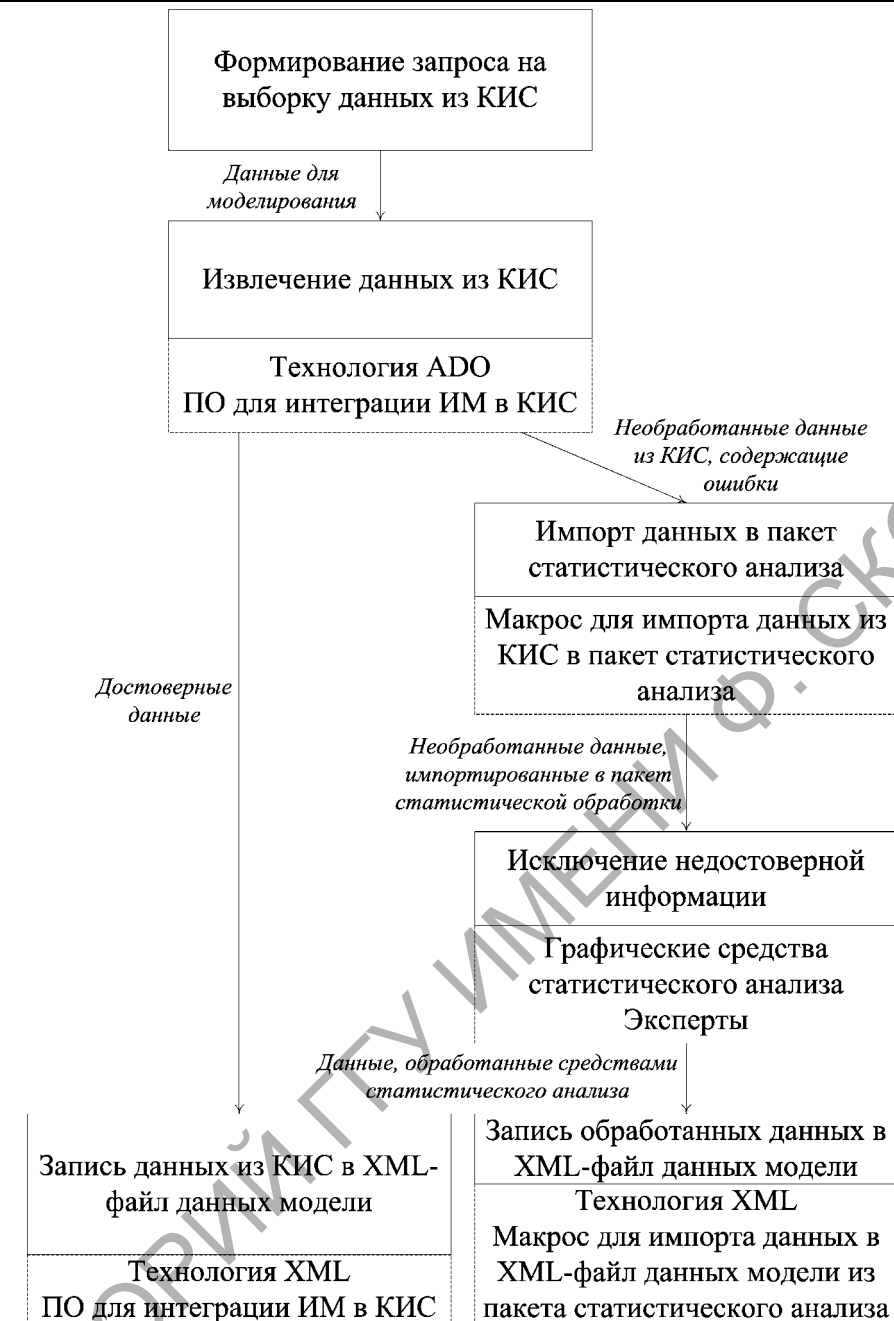 Формирование запроса на
выборку данных из КИС
Данные для
моделирования
Извлечение данных из КИС
Технология ADO
ПО для интеграции ИМ в КИС
Необработанные данные
из КИС, содержащие
ошибки
Импорт данных в пакет
статистического анализа
Макрос для импорта данных из
КИС в пакет статистического
анализа
Достоверные
данные
Необработанные данные,
импортированные в пакет
статистической обработки
Исключение недостоверной
информации
Графические средства
статистического анализа
Эксперты
Данные, обработанные средствами
статистического анализа
Запись данных из КИС в XML-
файл данных модели
Технология XML
ПО для интеграции ИМ в КИС
Запись обработанных данных в
XML-файл данных модели
Технология XML
Макрос для импорта данных в
XML-файл данных модели из
пакета статистического анализа
ГГУ ИМЕНИ Ф.